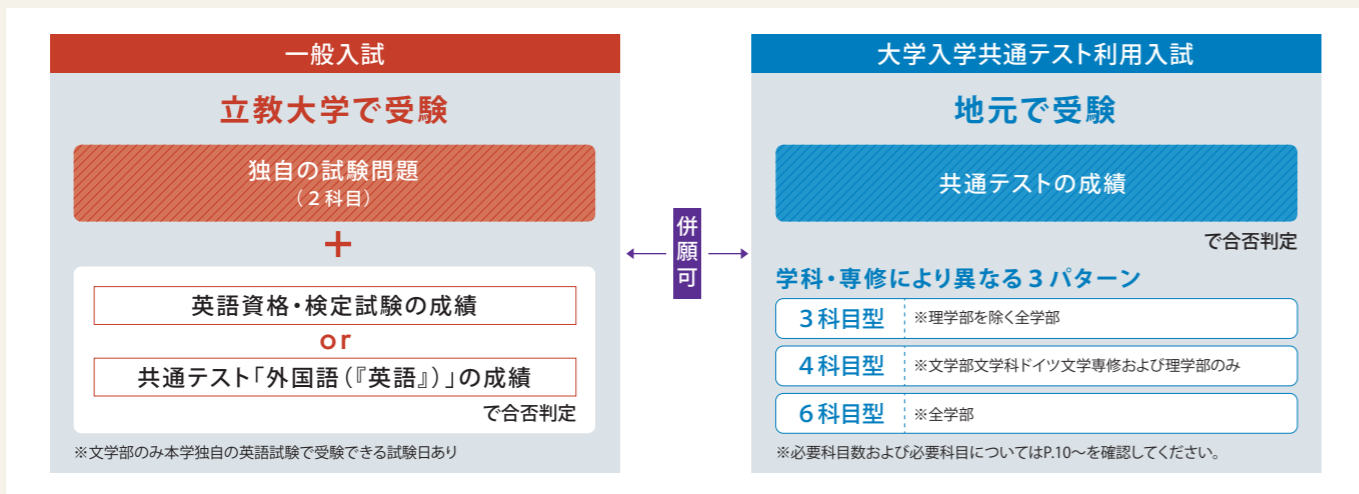 一般入試
立教大学で受験
独自の試験問題
（２科目）
＋
英語資格・検定試験の成績
or
共通テスト「外国語（『英語』）」の成績
で合否判定
※文学部のみ本学独自の英語試験で受験できる試験日あり
併願可
大学入学共通テスト利用入試
地元で受験
共通テストの成績
で合否判定
学科・専修により異なる３パターン
３科目型 ※理学部を除く全学部
４科目型 ※文学部文学科ドイツ文学専修および理学部のみ
６科目型 ※全学部
※必要科目数および必要科目についてはP.10〜を確認してください。